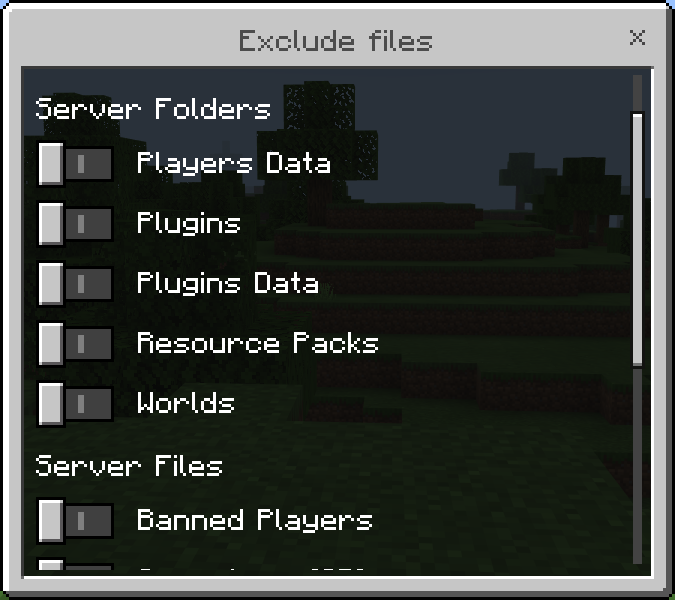 Exclude files
Server Folders
Players Data
Plugins
Plugins Data
Resource Packs
Worlds
Server Files
Banned Players